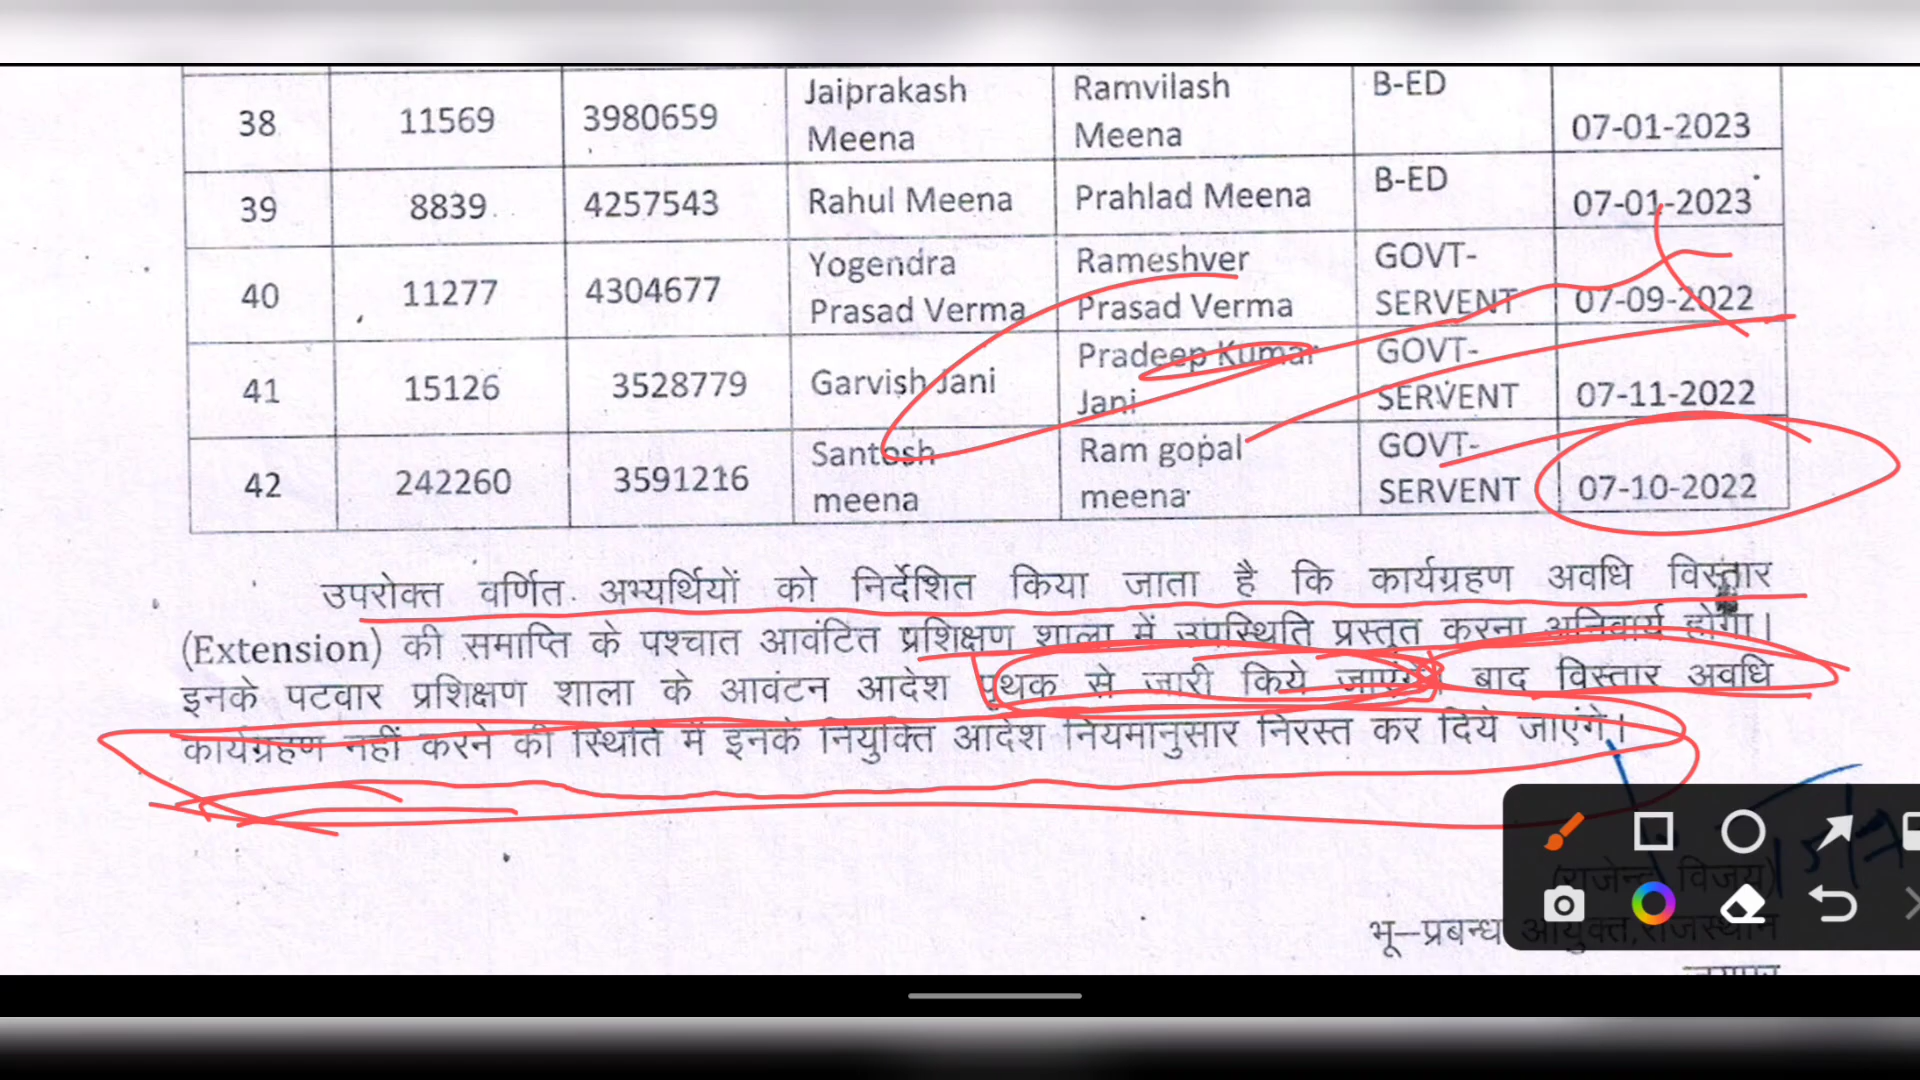 38 11569 3980659 Jaiprakash Meena Ramvilash Meena B-ED 07-01-2023
39 8839 4257543 Rahul Meena Prahlad Meena B-ED 07-01-2023
40 11277 4304677 Yogendra Prasad Verma Rameshver Prasad Verma GOVT-SERVENT 07-09-2022
41 15126 3528779 Garvish Jani Pradeep Kumar Jani GOVT-SERVENT 07-11-2022
42 242260 3591216 Santosh meena Ram gopal meena GOVT-SERVENT 07-10-2022
उपरोक्त वर्णित अभ्यर्थियों को निर्देशित किया जाता है कि कार्यग्रहण अवधि विस्तार
(Extension) की समाप्ति के पश्चात आवंटित प्रशिक्षण शाला में उपस्थिति प्रस्तुत करना अनिवार्य होगा।
इनके पटवार प्रशिक्षण शाला के आवंटन आदेश पृथक से जारी किये जाएंगे। बाद विस्तार अवधि
कार्यग्रहण नहीं करने की स्थिति में इनके नियुक्ति आदेश नियमानुसार निरस्त कर दिये जाएंगे।
(राजेन्द्र विजय)
भू–प्रबन्ध आयुक्त,राजस्थान